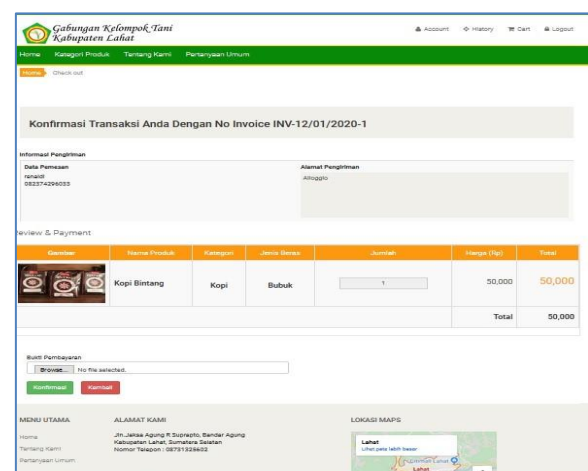 Gabungan Kelompok Tani
Kabupaten Lahat
Account History Cart Logout
Home Kategori Produk Tentang Kami Pertanyaan Umum
Home Check out
Konfirmasi Transaksi Anda Dengan No Invoice INV-12/01/2020-1
Informasi Pengiriman
Data Pemesan
renaldi
082374296033
Alamat Pengiriman
eview & Payment
Gambar Nama Produk Kategori Jenis Beras Jumlah Harga (Rp) Total
Kopi Bintang Kopi Bubuk 1 50,000 50,000
Total 50,000
Bukti Pembayaran
Browse... No file selected.
Konfirmasi Kembali
MENU UTAMA
Home
Tentang Kami
Pertanyaan Umum
ALAMAT KAMI
Jln.Jaksa Agung R.Suprapto, Bandar Agung
Kabupaten Lahat, Sumatera Selatan
Nomor Telepon : 08731325602
LOKASI MAPS
Lahat
Lihat peta lebih besar
Lahat